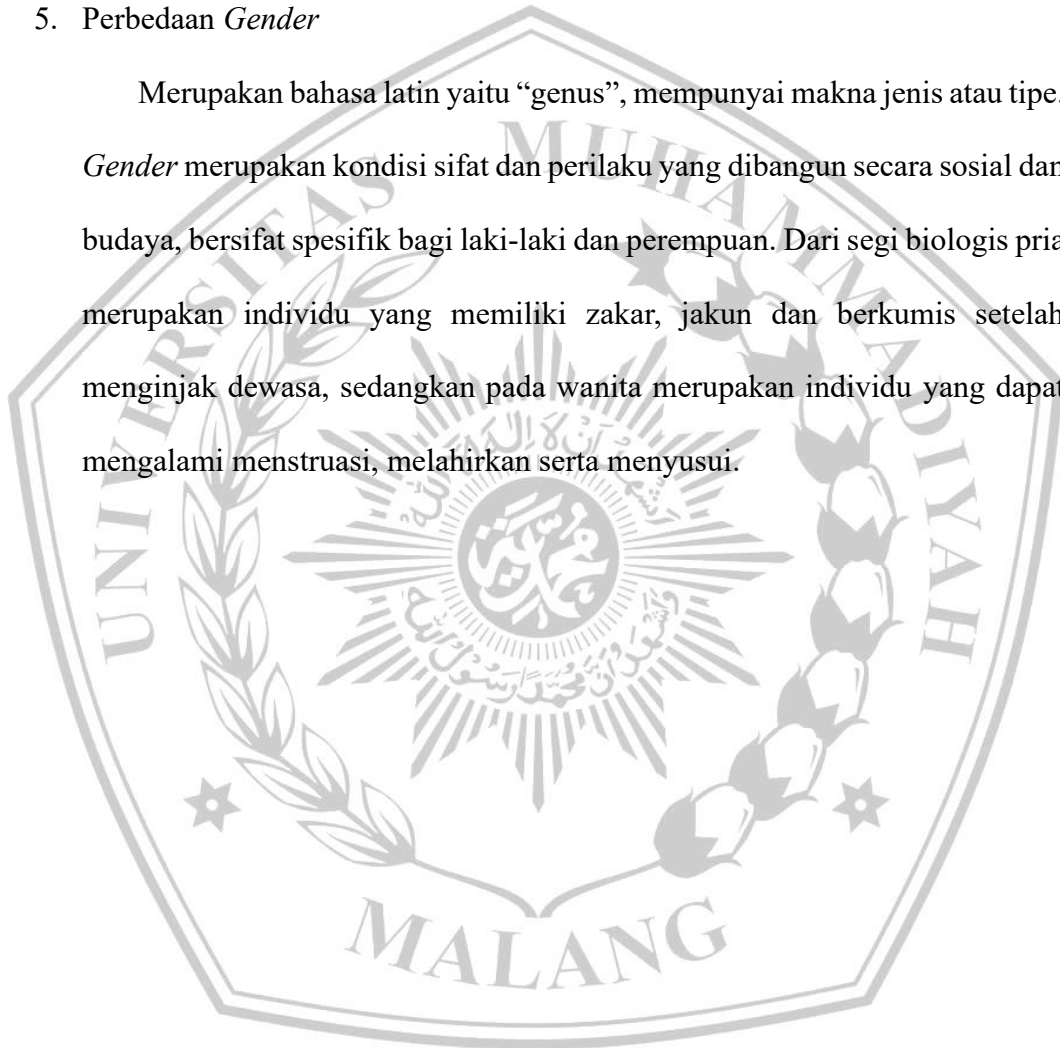 5. Perbedaan Gender
Merupakan bahasa latin yaitu “genus”, mempunyai makna jenis atau tipe.
Gender merupakan kondisi sifat dan perilaku yang dibangun secara sosial dan
budaya, bersifat spesifik bagi laki-laki dan perempuan. Dari segi biologis pria
merupakan individu yang memiliki zakar, jakun dan berkumis setelah
menginjak dewasa, sedangkan pada wanita merupakan individu yang dapat
mengalami menstruasi, melahirkan serta menyusui.
UNIVERSITAS MUHAMMADIYAH
MALANG